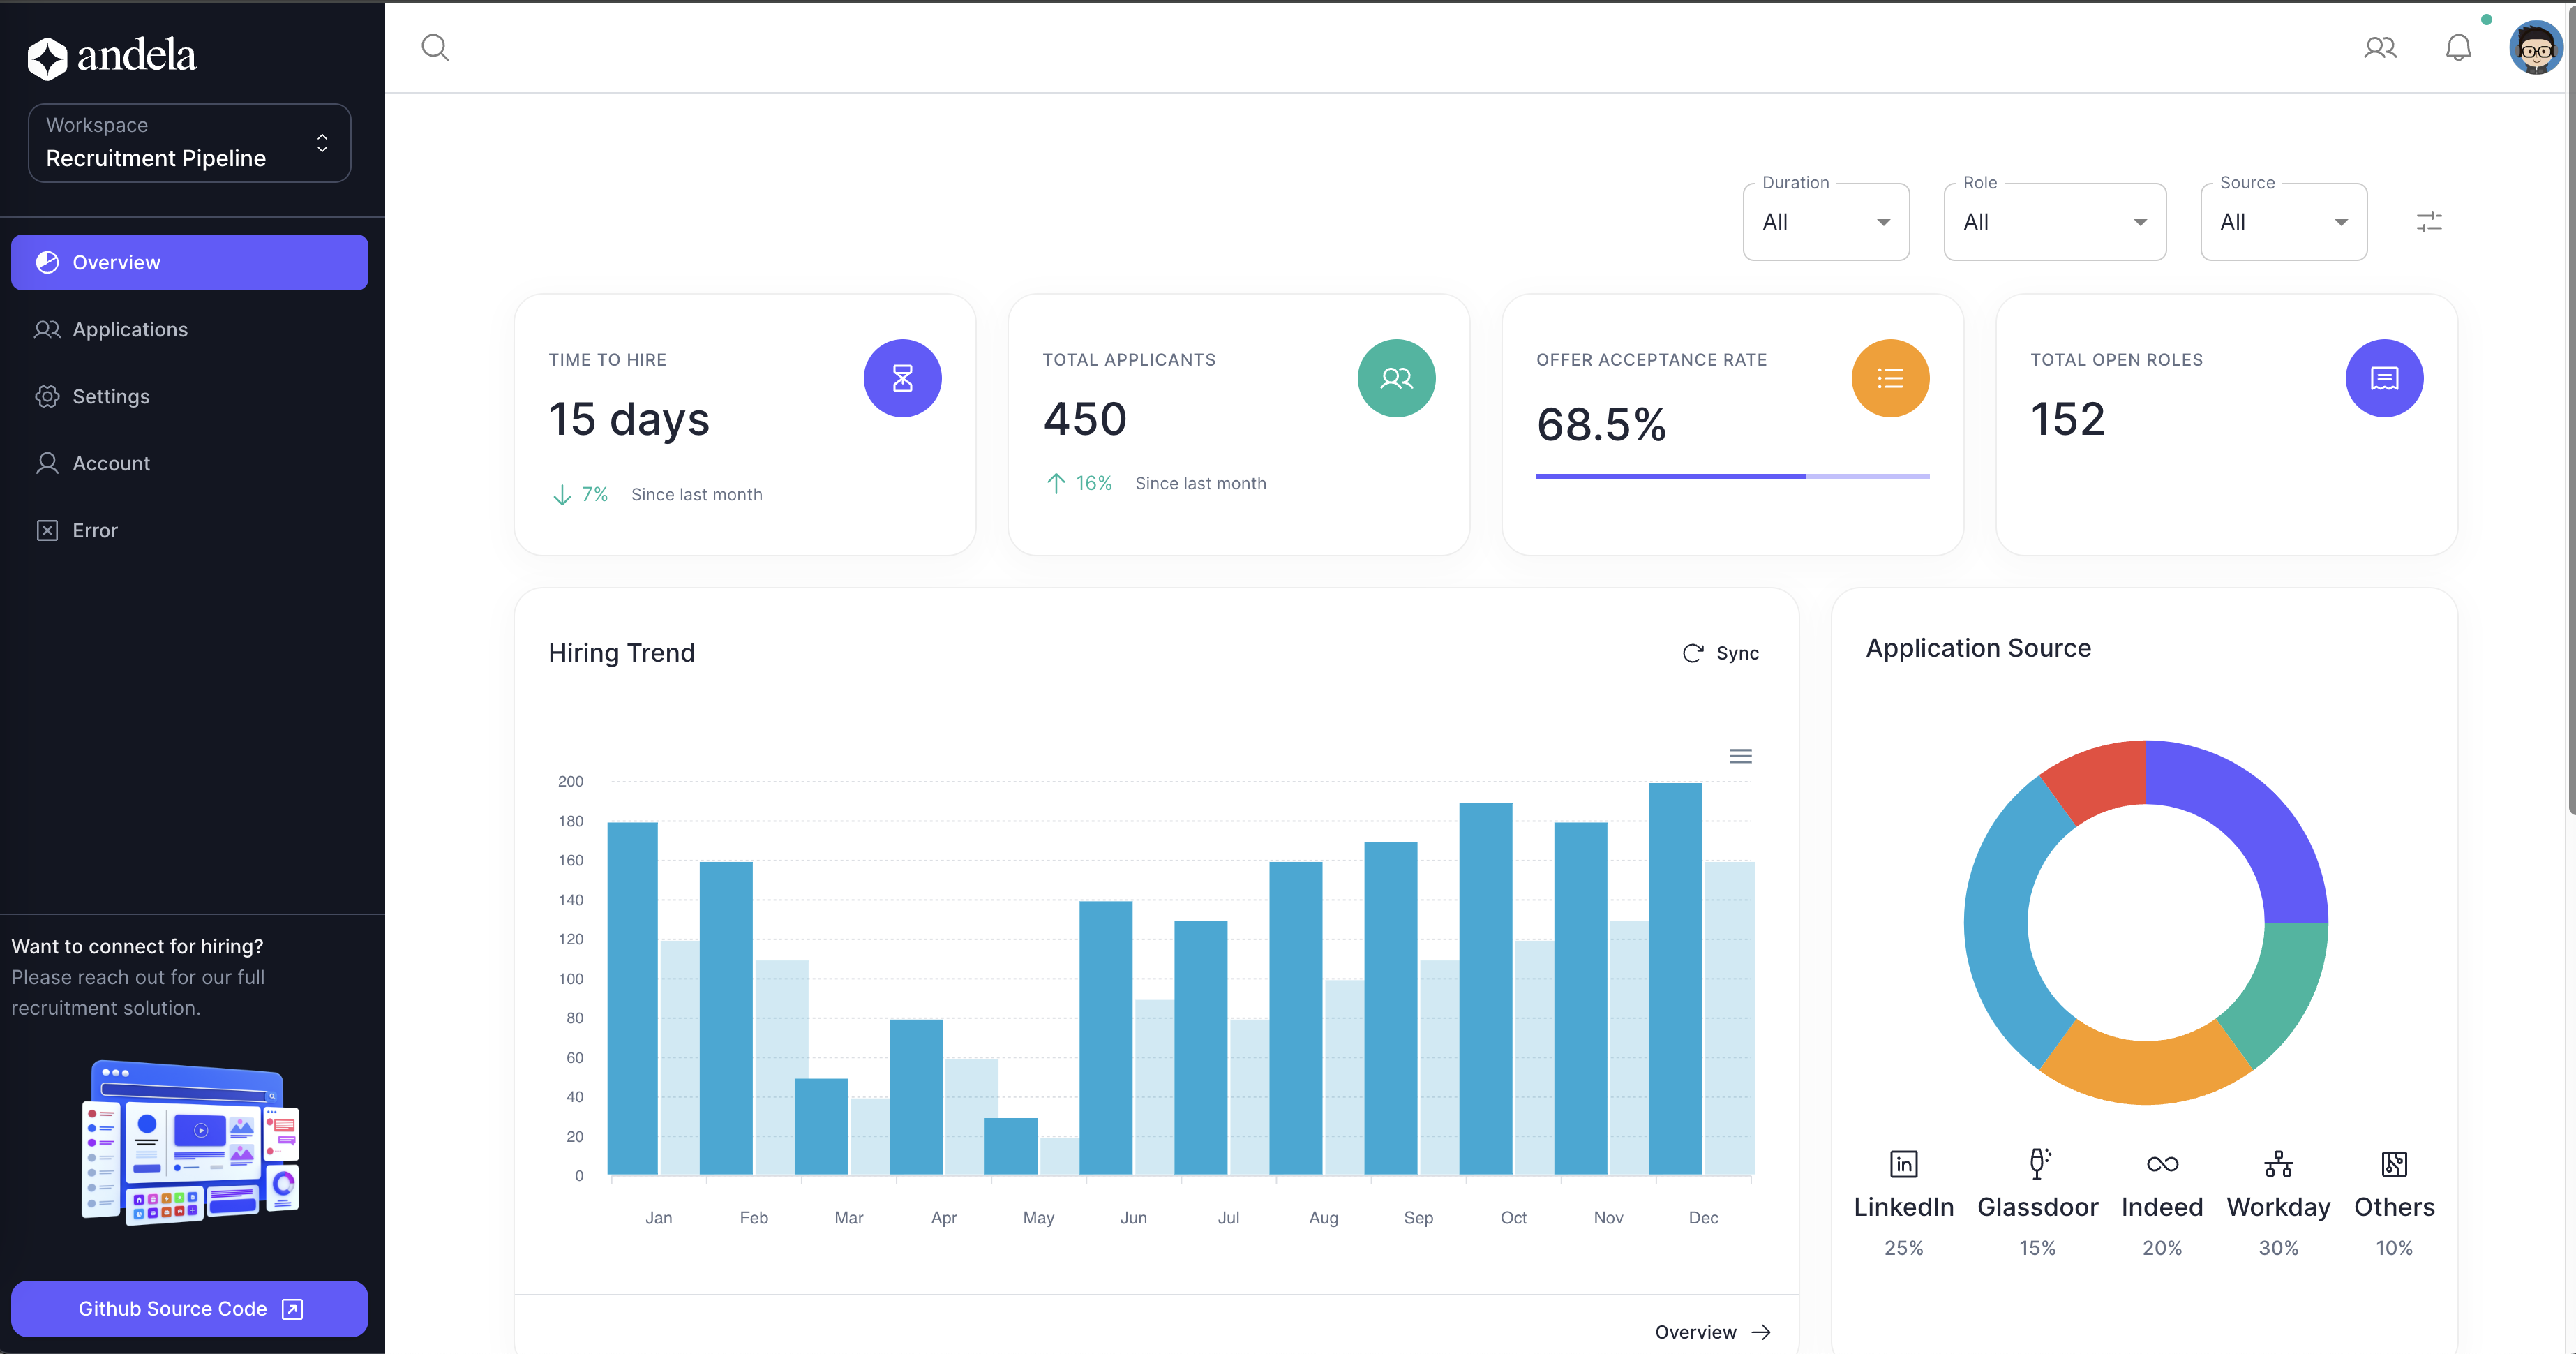 andela
Workspace
Recruitment Pipeline
Overview
Applications
Settings
Account
Error
Want to connect for hiring?
Please reach out for our full
recruitment solution.
Github Source Code
Duration
All
Role
All
Source
All
TIME TO HIRE
15 days
7% Since last month
TOTAL APPLICANTS
450
16% Since last month
OFFER ACCEPTANCE RATE
68.5%
TOTAL OPEN ROLES
152
Hiring Trend
Sync
200
180
160
140
120
100
80
60
40
20
0
Jan Feb Mar Apr May Jun Jul Aug Sep Oct Nov Dec
Overview
Application Source
in
LinkedIn Glassdoor Indeed Workday Others
25% 15% 20% 30% 10%